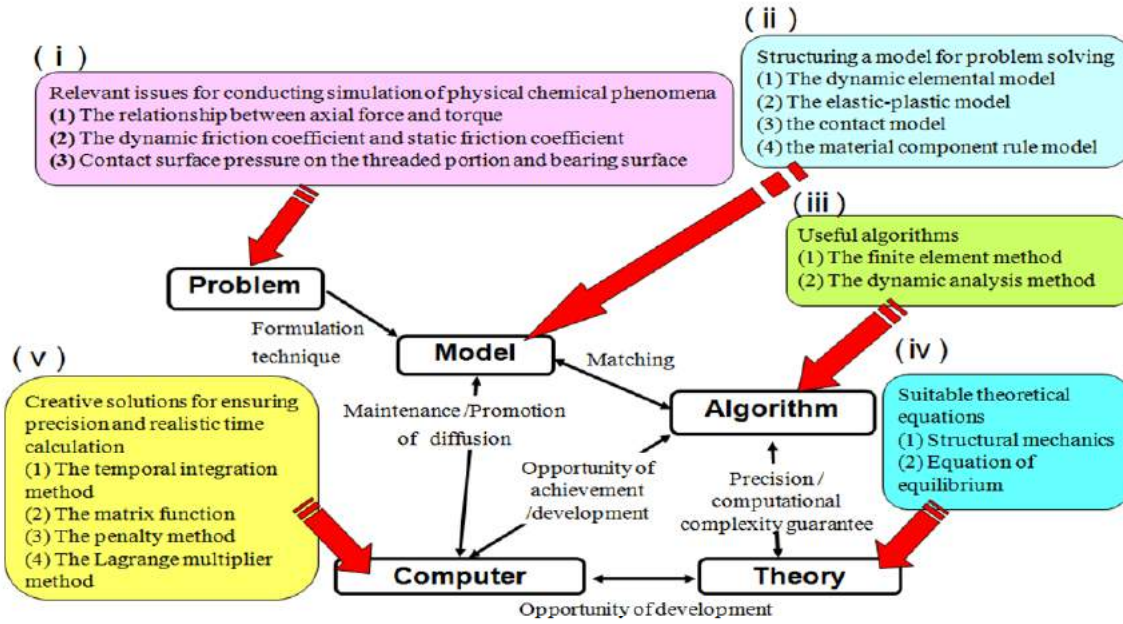 ( i )
Relevant issues for conducting simulation of physical chemical phenomena
(1) The relationship between axial force and torque
(2) The dynamic friction coefficient and static friction coefficient
(3) Contact surface pressure on the threaded portion and bearing surface
( ii )
Structuring a model for problem solving
(1) The dynamic elemental model
(2) The elastic-plastic model
(3) the contact model
(4) the material component rule model
( iii )
Useful algorithms
(1) The finite element method
(2) The dynamic analysis method
Problem
Formulation
technique
Model
Matching
Algorithm
( iv )
Suitable theoretical
equations
(1) Structural mechanics
(2) Equation of
equilibrium
( v )
Creative solutions for ensuring
precision and realistic time
calculation
(1) The temporal integration
method
(2) The matrix function
(3) The penalty method
(4) The Lagrange multiplier
method
Maintenance/Promotion
of diffusion
Opportunity of
achievement
/development
Precision /
computational
complexity guarantee
Computer
Theory
Opportunity of development